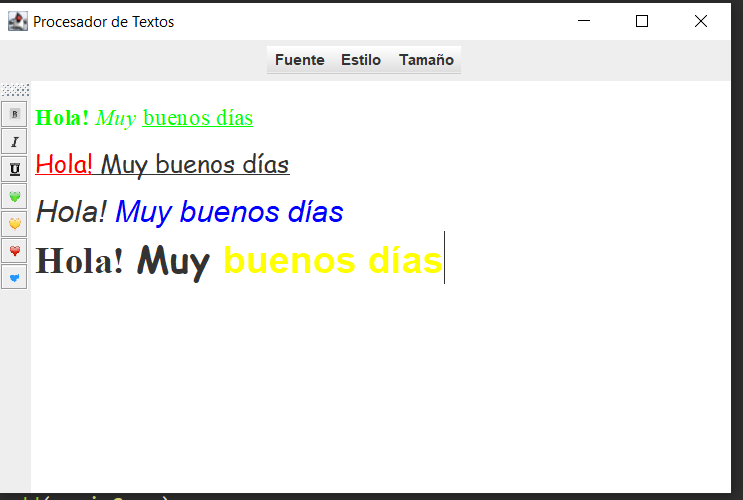 Procesador de Textos
Fuente Estilo Tamaño
B
I
U
Hola! Muy buenos días
Hola! Muy buenos días
Hola! Muy buenos días
Hola! Muy buenos días